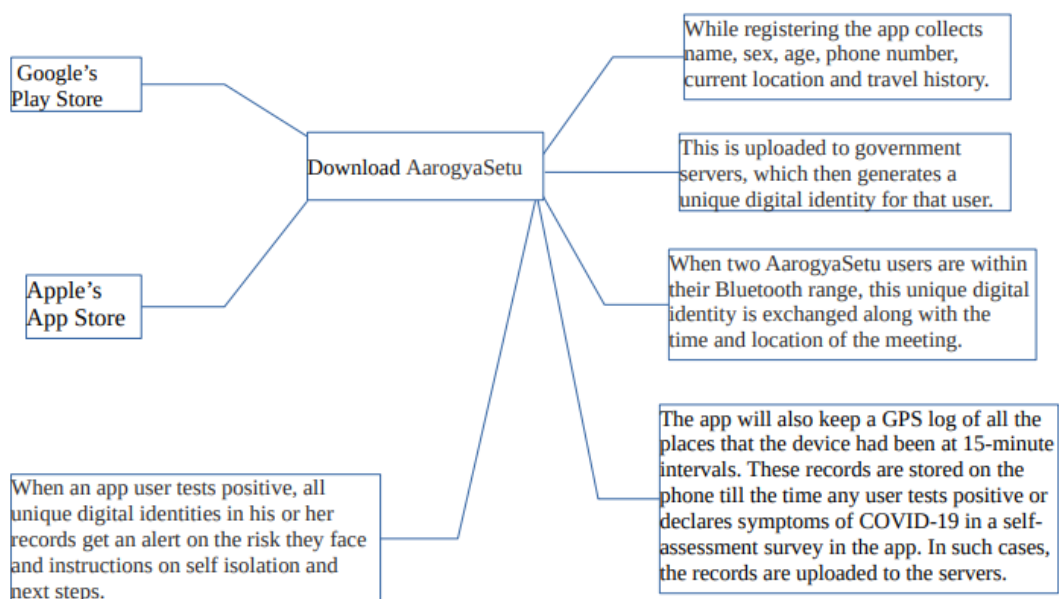 Google's
Play Store
Apple's
App Store
Download AarogyaSetu
While registering the app collects
name, sex, age, phone number,
current location and travel history.
This is uploaded to government
servers, which then generates a
unique digital identity for that user.
When two AarogyaSetu users are within
their Bluetooth range, this unique digital
identity is exchanged along with the
time and location of the meeting.
The app will also keep a GPS log of all the
places that the device had been at 15-minute
intervals. These records are stored on the
phone till the time any user tests positive or
declares symptoms of COVID-19 in a self-
assessment survey in the app. In such cases,
the records are uploaded to the servers.
When an app user tests positive, all
unique digital identities in his or her
records get an alert on the risk they face
and instructions on self isolation and
next steps.